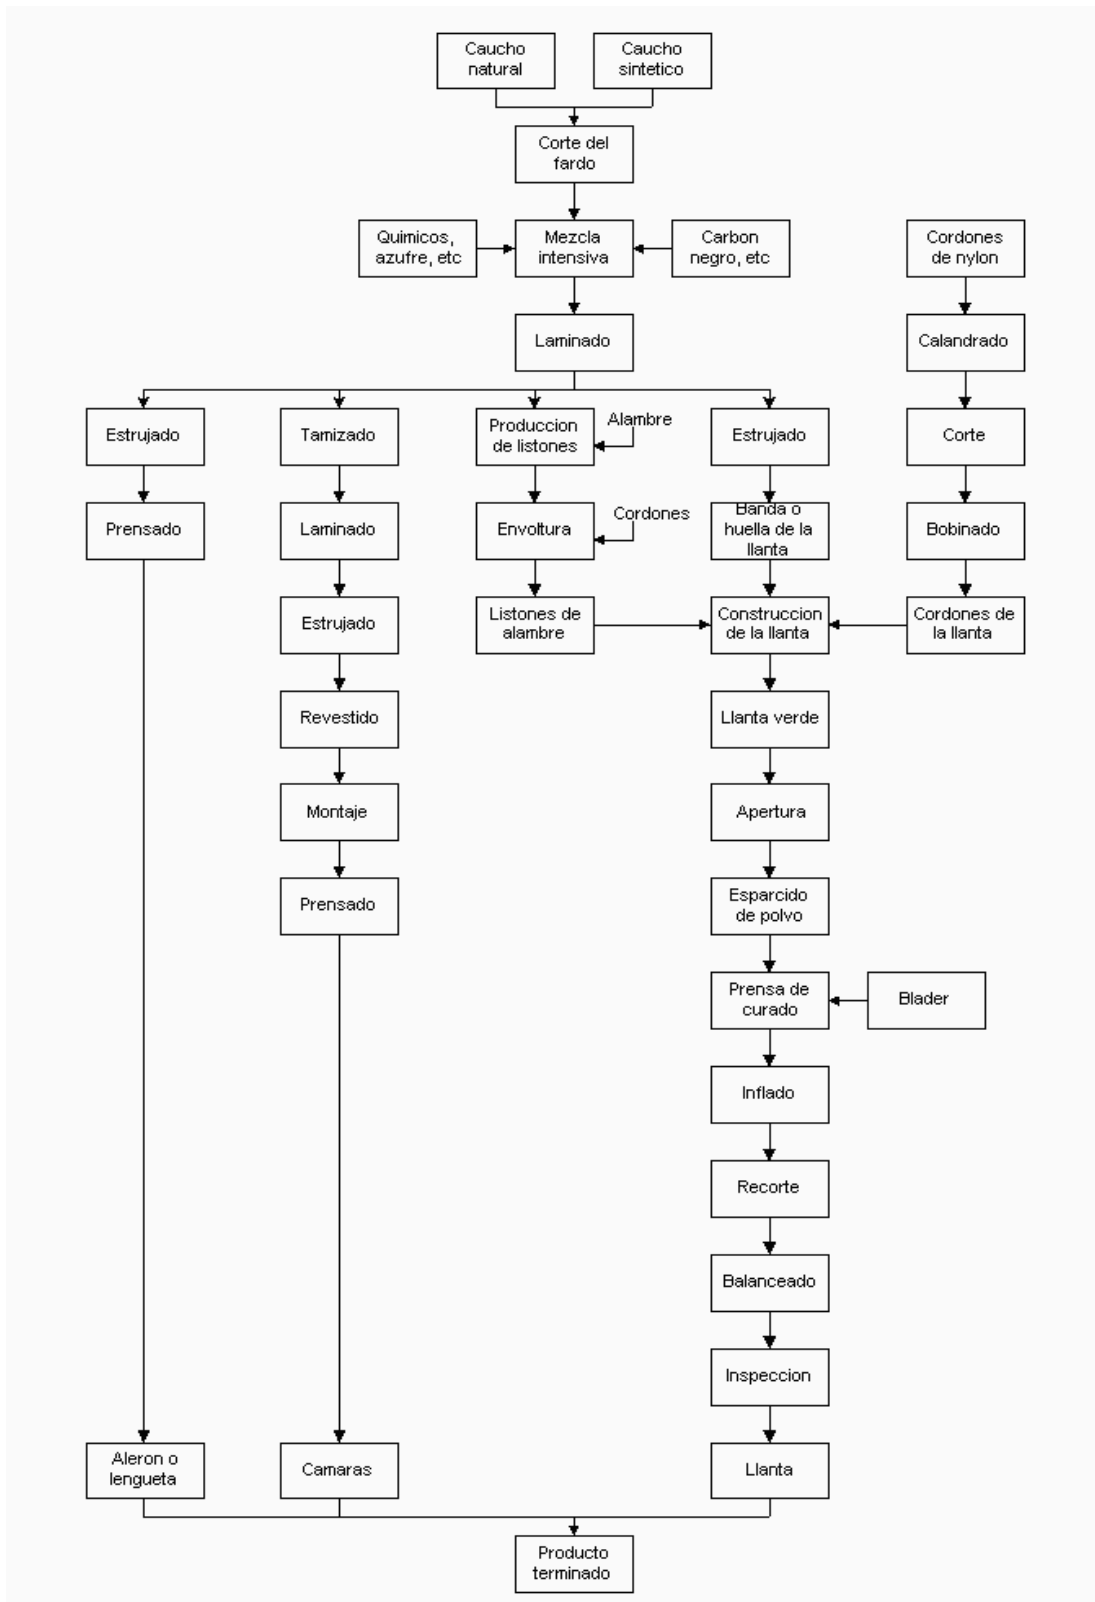 Caucho
natural
Caucho
sintetico
Corte del
fardo
Quimicos,
azufre, etc
Mezcla
intensiva
Carbon
negro, etc
Cordones
de nylon
Laminado
Calandrado
Estrujado
Tamizado
Produccion
de listones
Alambre
Estrujado
Corte
Prensado
Laminado
Envoltura
Cordones
Banda o
huella de la
llanta
Bobinado
Estrujado
Listones de
alambre
Construccion
de la llanta
Cordones de
la llanta
Revestido
Llanta verde
Montaje
Apertura
Prensado
Esparcido
de polvo
Prensa de
curado
Blader
Inflado
Recorte
Balanceado
Inspeccion
Aleron o
lengueta
Camaras
Llanta
Producto
terminado